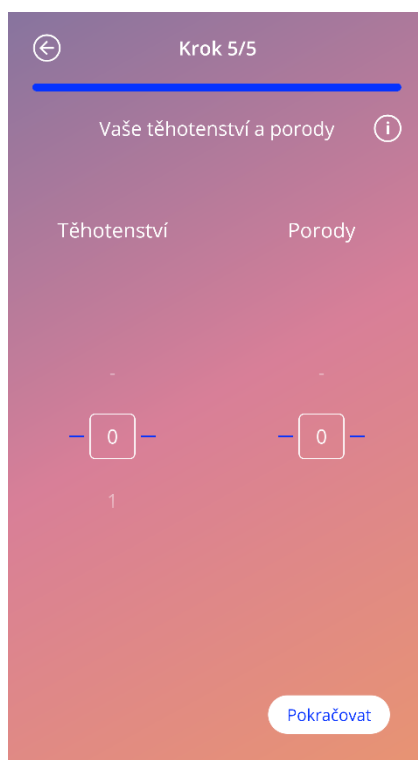 Krok 5/5
Vaše těhotenství a porody
Těhotenství Porody
- -
0 0
1
Pokračovat